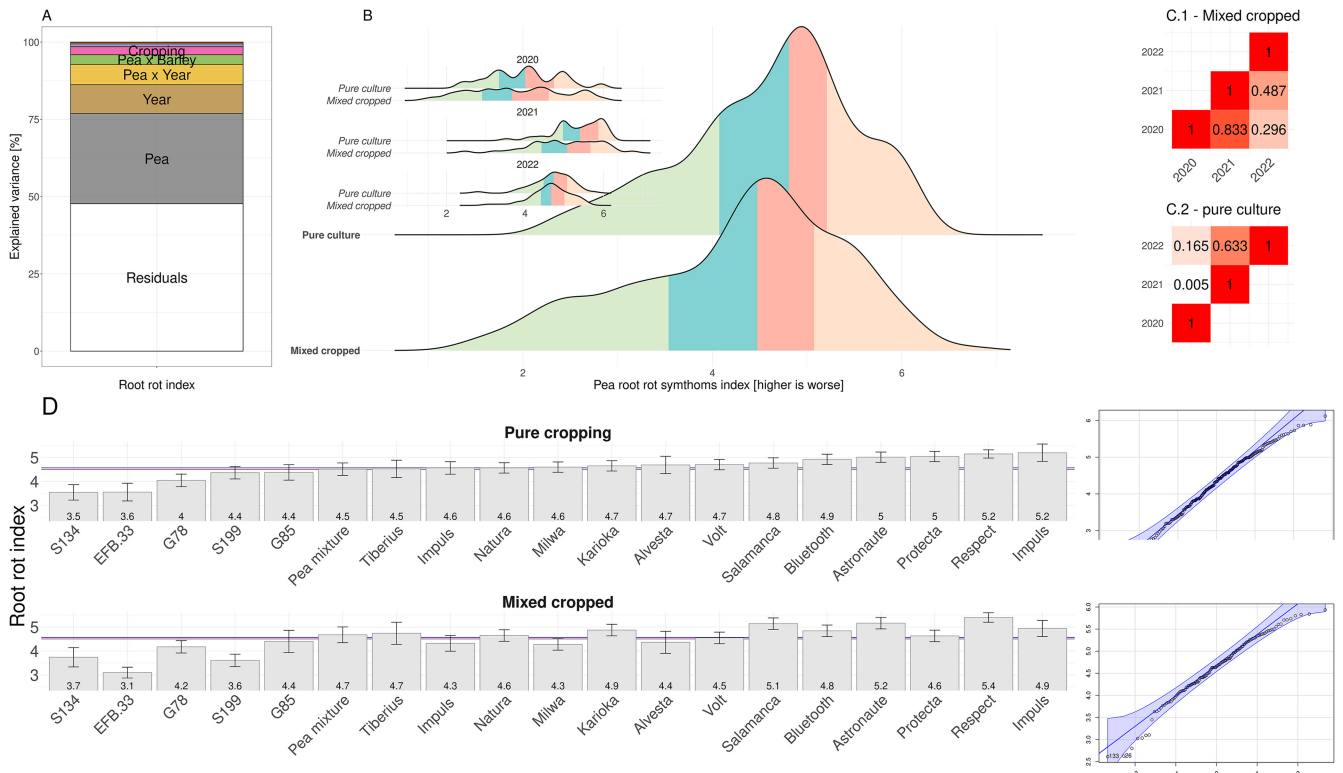 A
Explained variance [%]
100
75
50
25
0
Cropping
Pea x Barley
Pea x Year
Year
Pea
Residuals
Root rot index
B
2020
Pure culture
Mixed cropped
2021
Pure culture
Mixed cropped
2022
Pure culture
Mixed cropped
2 4 6
Pure culture
Mixed cropped
2 4 6
Pea root rot symthoms index [higher is worse]
C.1 - Mixed cropped
2022 1
2021 1 0.487
2020 1 0.833 0.296
2020 2021 2022
C.2 - pure culture
2022 0.165 0.633 1
2021 0.005 1
2020 1
D
Root rot index
Pure cropping
5
4
3
3.5 3.6 4 4.4 4.4 4.5 4.5 4.6 4.6 4.6 4.7 4.7 4.7 4.8 4.9 5 5 5.2 5.2
S134 EFB.33 G78 S199 G85 Pea mixture Tiberius Impuls Natura Milwa Karioka Alvesta Volt Salamanca Bluetooth Astronaute Protecta Respect Impuls
Mixed cropped
5
4
3
3.7 3.1 4.2 3.6 4.4 4.7 4.7 4.3 4.6 4.3 4.9 4.4 4.5 5.1 4.8 5.2 4.6 5.4 4.9
S134 EFB.33 G78 S199 G85 Pea mixture Tiberius Impuls Natura Milwa Karioka Alvesta Volt Salamanca Bluetooth Astronaute Protecta Respect Impuls
6
5
4
3
6.0
5.5
5.0
4.5
4.0
3.5
3.0
2.5